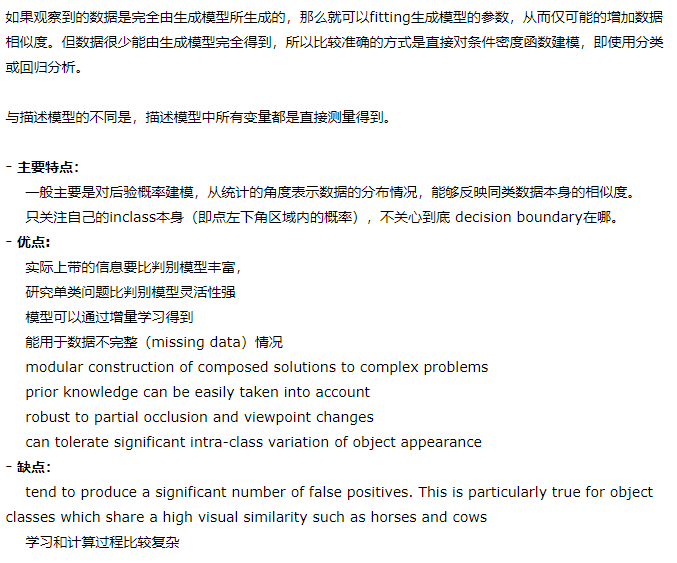 如果观察到的数据是完全由生成模型所生成的，那么就可以fitting生成模型的参数，从而仅可能的增加数据
相似度。但数据很少能由生成模型完全得到，所以比较准确的方式是直接对条件密度函数建模，即使用分类
或回归分析。
与描述模型的不同是，描述模型中所有变量都是直接测量得到。
- 主要特点：
一般主要是对后验概率建模，从统计的角度表示数据的分布情况，能够反映同类数据本身的相似度。
只关注自己的inclass本身（即点左下角区域内的概率），不关心到底 decision boundary在哪。
- 优点:
实际上带的信息要比判别模型丰富，
研究单类问题比判别模型灵活性强
模型可以通过增量学习得到
能用于数据不完整（missing data）情况
modular construction of composed solutions to complex problems
prior knowledge can be easily taken into account
robust to partial occlusion and viewpoint changes
can tolerate significant intra-class variation of object appearance
- 缺点：
tend to produce a significant number of false positives. This is particularly true for object
classes which share a high visual similarity such as horses and cows
学习和计算过程比较复杂